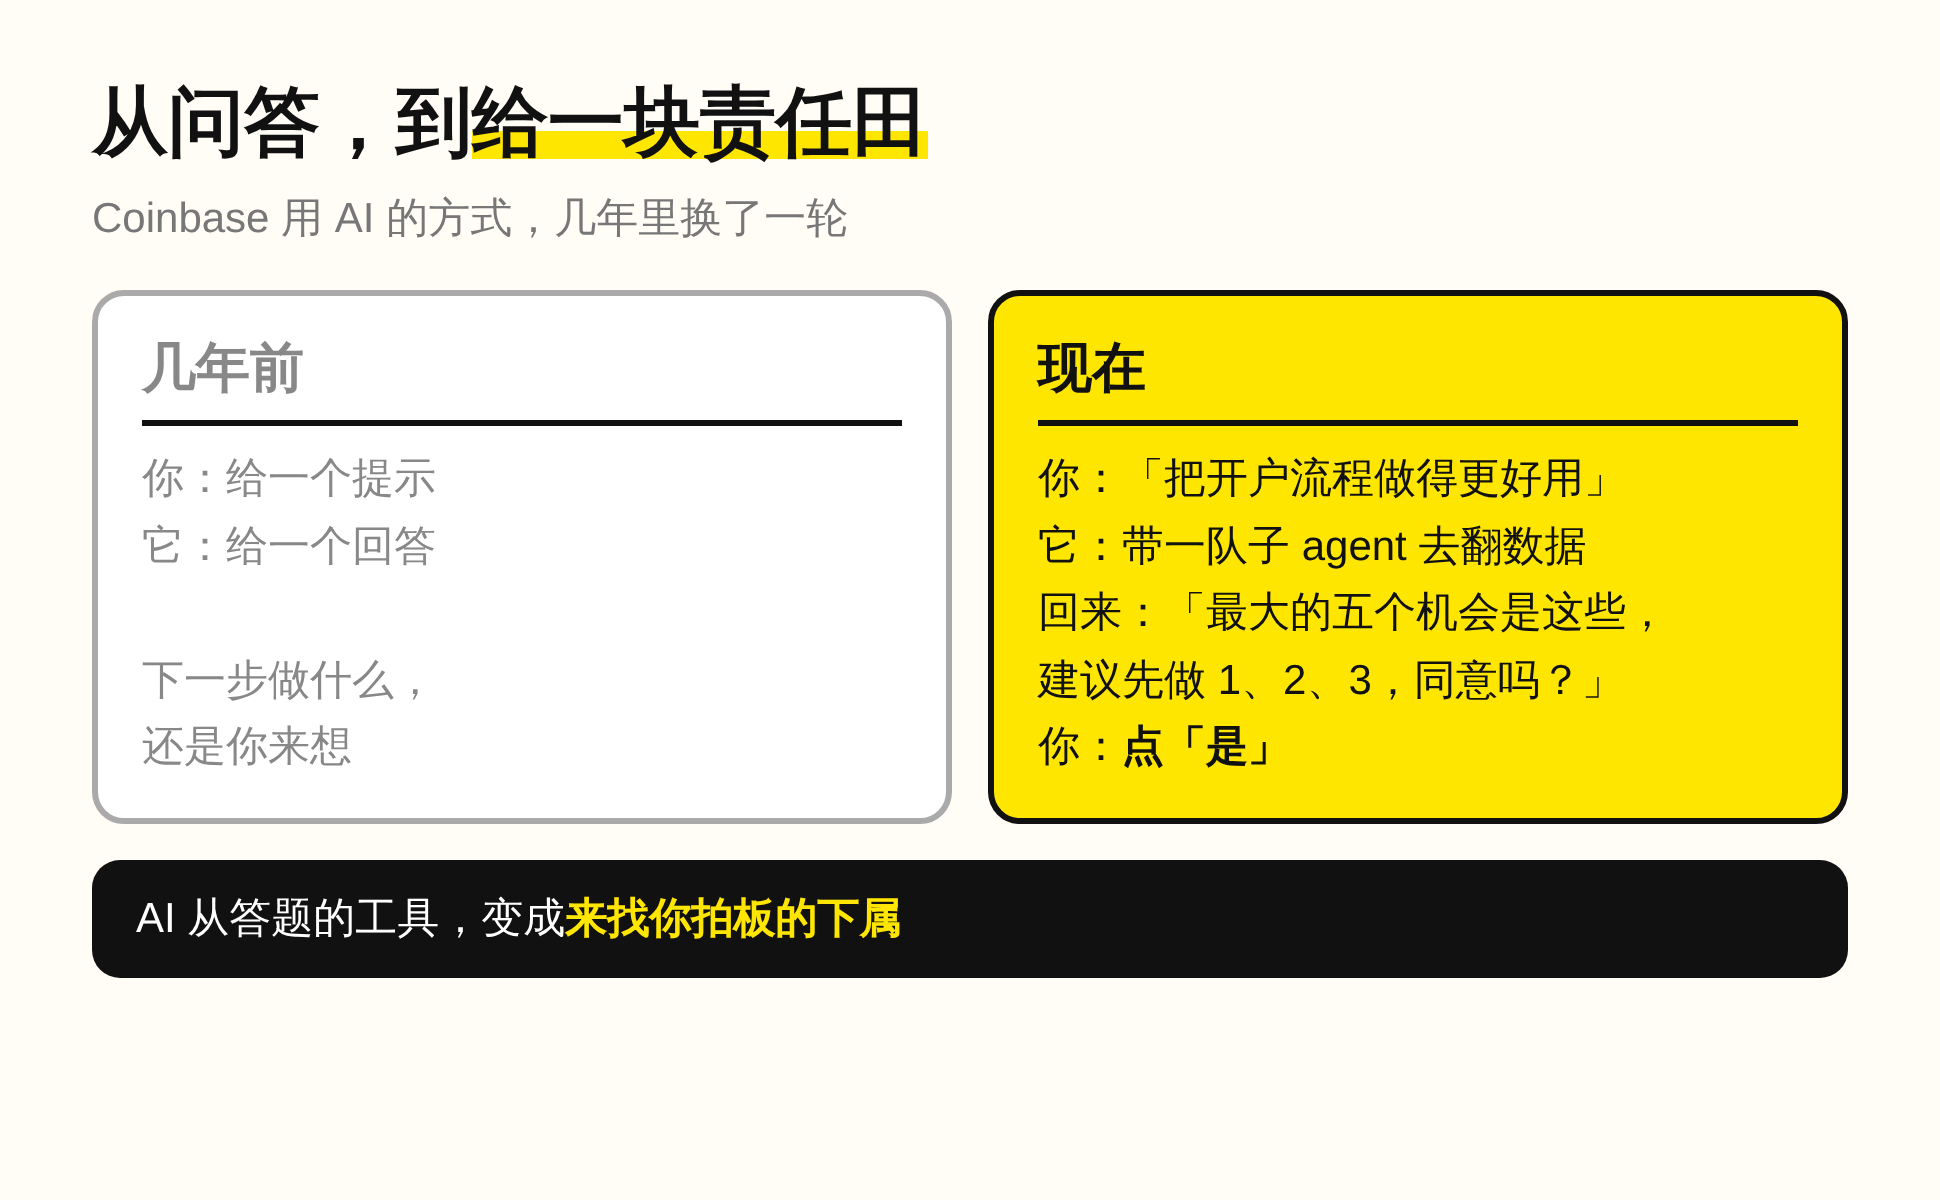 从问答，到给一块责任田
Coinbase 用 AI 的方式，几年里换了一轮
几年前
你：给一个提示
它：给一个回答
下一步做什么，
还是你来想
现在
你：「把开户流程做得更好用」
它：带一队子 agent 去翻数据
回来：「最大的五个机会是这些，
建议先做 1、2、3，同意吗？」
你：点「是」
AI 从答题的工具，变成来找你拍板的下属